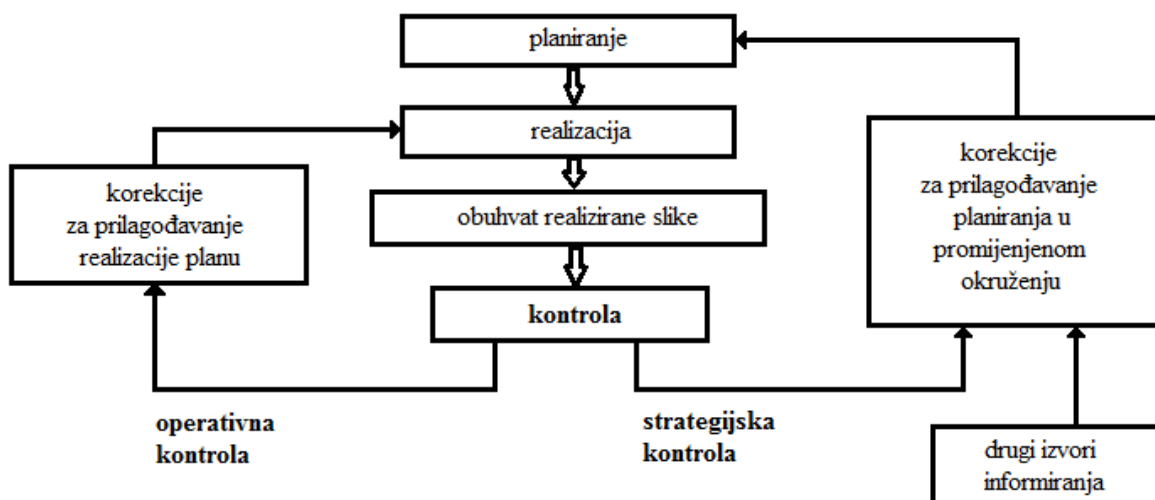 planiranje
realizacija
korekcije
za prilagođavanje
realizacije planu
obuhvat realizirane slike
kontrola
korekcije
za prilagođavanje
planiranja u
promijenjenom
okruženju
operativna
kontrola
strategijska
kontrola
drugi izvori
informiranja